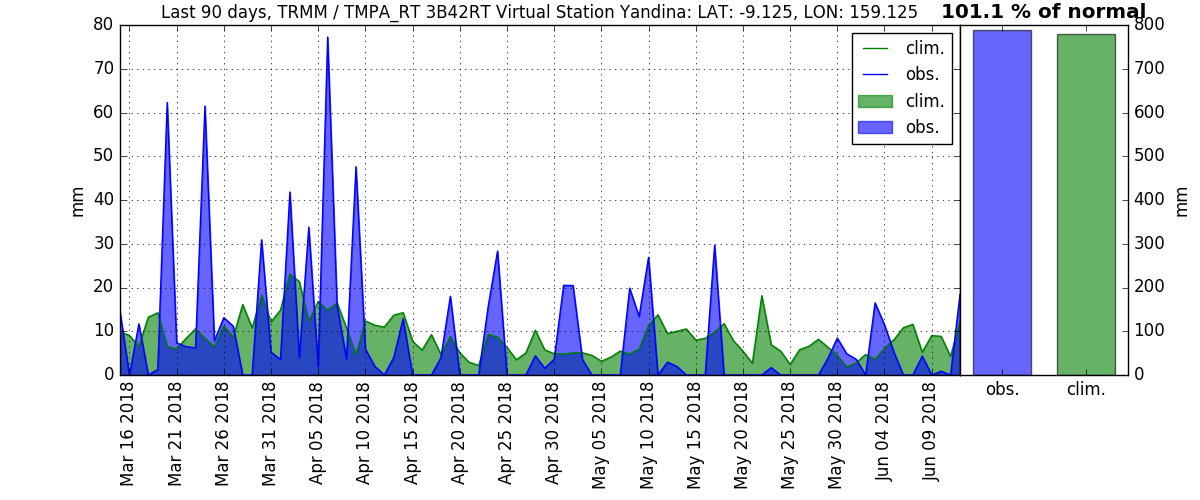 Last 90 days, TRMM / TMPA_RT 3B42RT Virtual Station Yandina: LAT: -9.125, LON: 159.125
101.1 % of normal
80
70
60
50
40
30
20
10
0
mm
clim.
obs.
clim.
obs.
800
700
600
500
400
300
200
100
0
mm
obs.
clim.
Mar 16 2018
Mar 21 2018
Mar 26 2018
Mar 31 2018
Apr 05 2018
Apr 10 2018
Apr 15 2018
Apr 20 2018
Apr 25 2018
Apr 30 2018
May 05 2018
May 10 2018
May 15 2018
May 20 2018
May 25 2018
May 30 2018
Jun 04 2018
Jun 09 2018